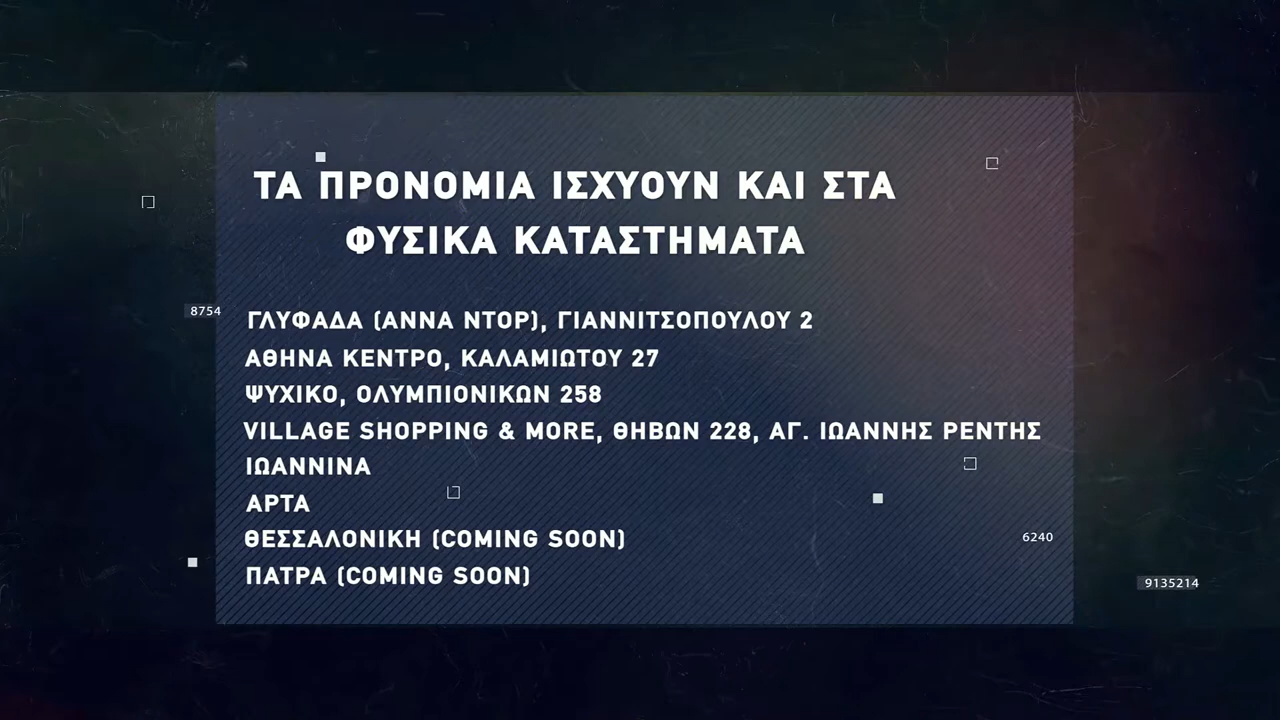 ΤΑ ΠΡΟΝΟΜΙΑ ΙΣΧΥΟΥΝ ΚΑΙ ΣΤΑ
ΦΥΣΙΚΑ ΚΑΤΑΣΤΗΜΑΤΑ
8754
ΓΛΥΦΑΔΑ (ΑΝΝΑ ΝΤΟΡ), ΓΙΑΝΝΙΤΣΟΠΟΥΛΟΥ 2
ΑΘΗΝΑ ΚΕΝΤΡΟ, ΚΑΛΑΜΙΩΤΟΥ 27
ΨΥΧΙΚΟ, ΟΛΥΜΠΙΟΝΙΚΩΝ 258
VILLAGE SHOPPING & MORE, ΘΗΒΩΝ 228, ΑΓ. ΙΩΑΝΝΗΣ ΡΕΝΤΗΣ
ΙΩΑΝΝΙΝΑ
ΑΡΤΑ
ΘΕΣΣΑΛΟΝΙΚΗ (COMING SOON)
6240
ΠΑΤΡΑ (COMING SOON)
9135214